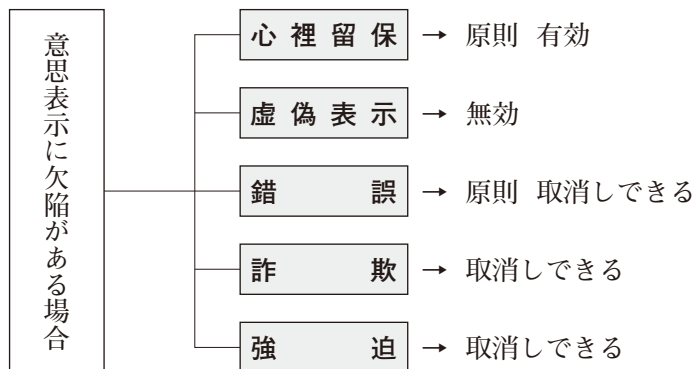 意思表示に欠陥がある場合
心裡留保 → 原則 有効
虚偽表示 → 無効
錯誤 → 原則 取消しできる
詐欺 → 取消しできる
強迫 → 取消しできる